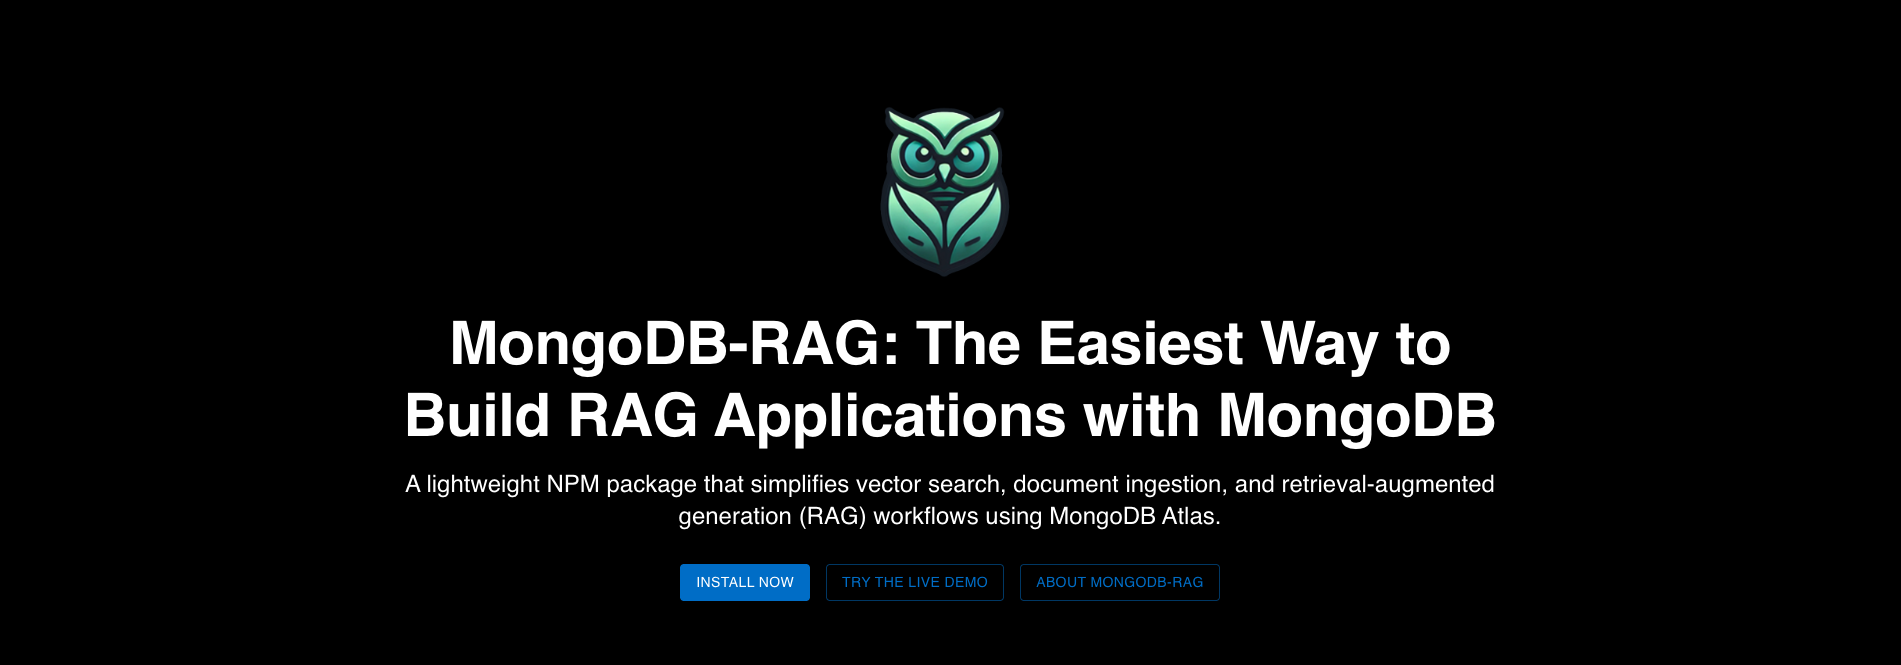 MongoDB-RAG: The Easiest Way to
Build RAG Applications with MongoDB
A lightweight NPM package that simplifies vector search, document ingestion, and retrieval-augmented
generation (RAG) workflows using MongoDB Atlas.
INSTALL NOW
TRY THE LIVE DEMO
ABOUT MONGODB-RAG